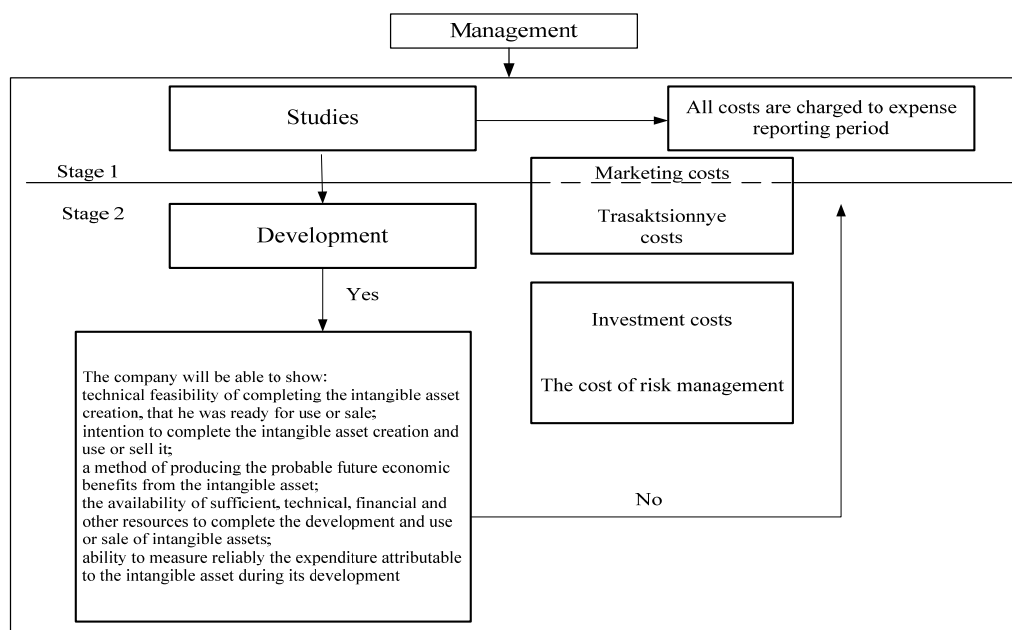 Management
Studies
All costs are charged to expense
reporting period
Stage 1
Marketing costs
Stage 2
Trasaktsionnye
costs
Development
Yes
Investment costs
The cost of risk management
The company will be able to show:
technical feasibility of completing the intangible asset
creation, that he was ready for use or sale;
intention to complete the intangible asset creation and
use or sell it;
a method of producing the probable future economic
benefits from the intangible asset;
the availability of sufficient, technical, financial and
other resources to complete the development and use
or sale of intangible assets;
ability to measure reliably the expenditure attributable
to the intangible asset during its development
No